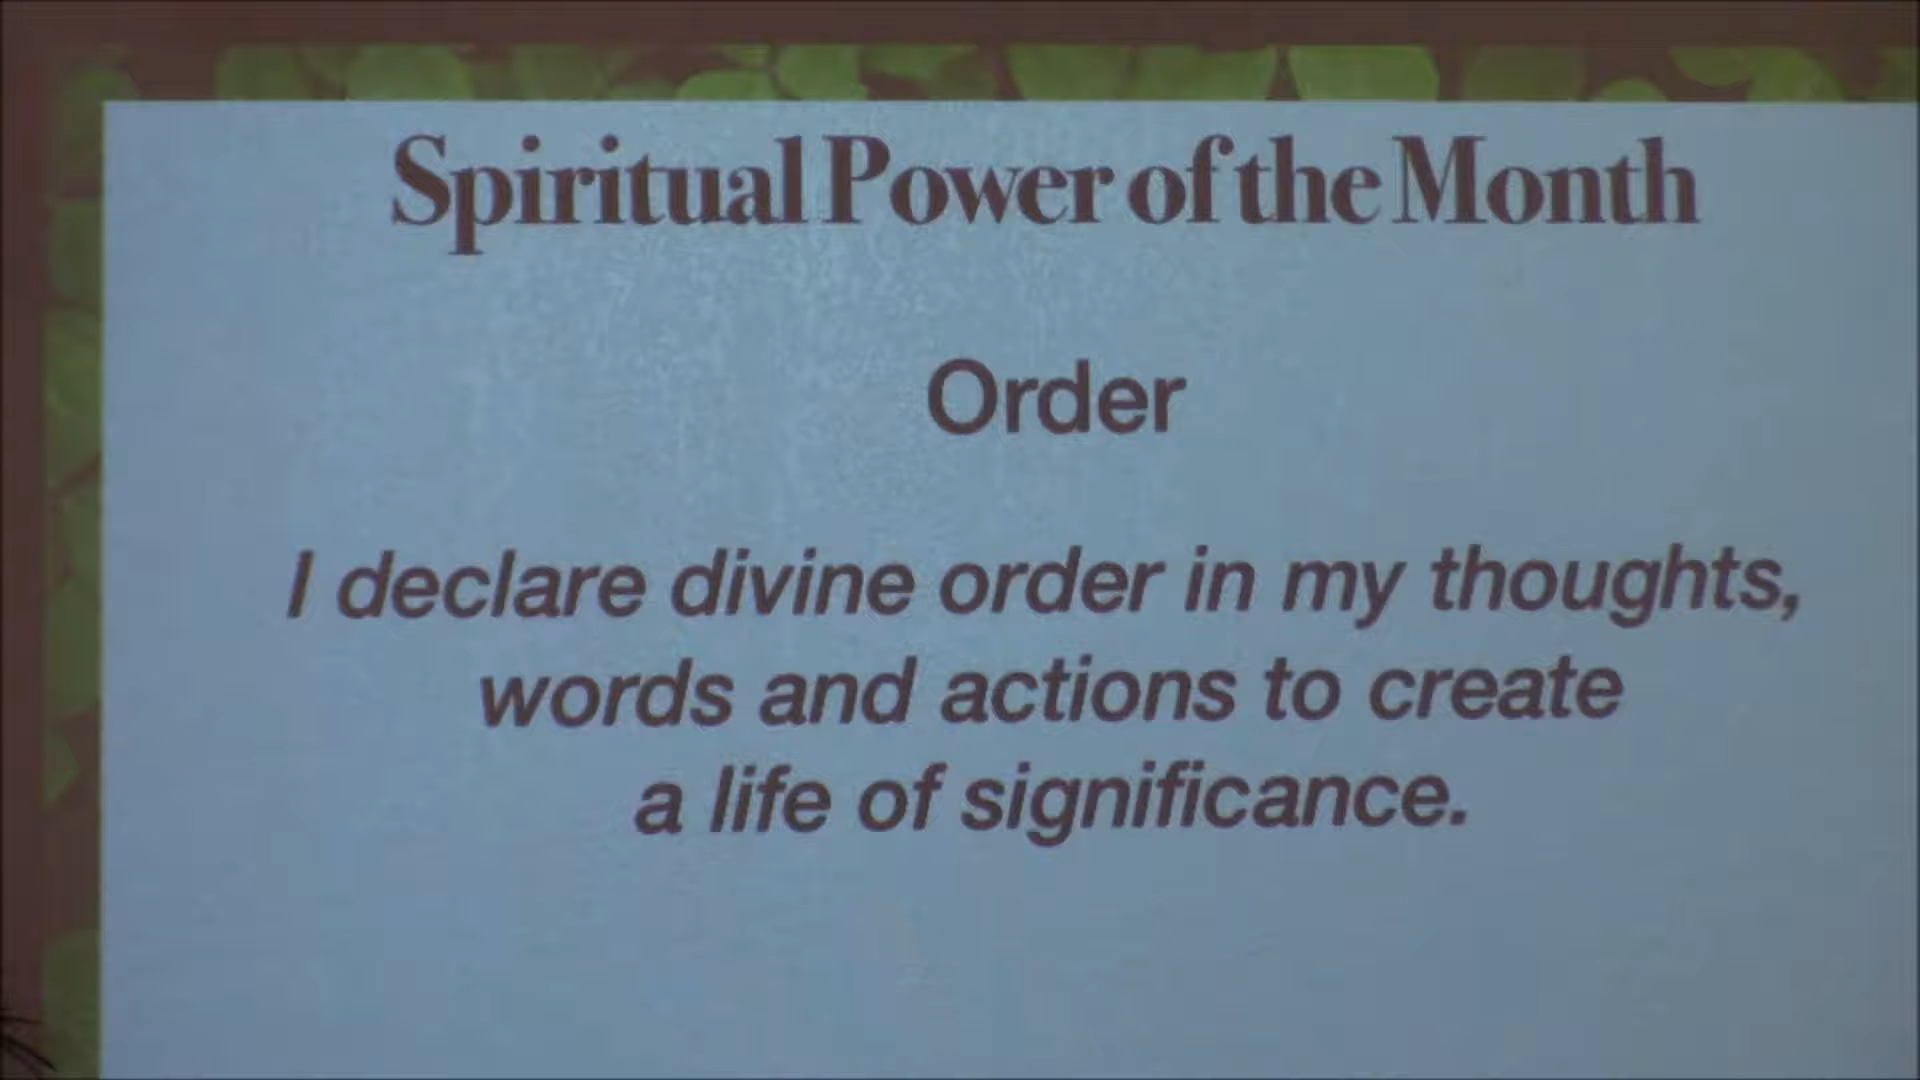 Spiritual Power of the Month
Order
I declare divine order in my thoughts,
words and actions to create
a life of significance.